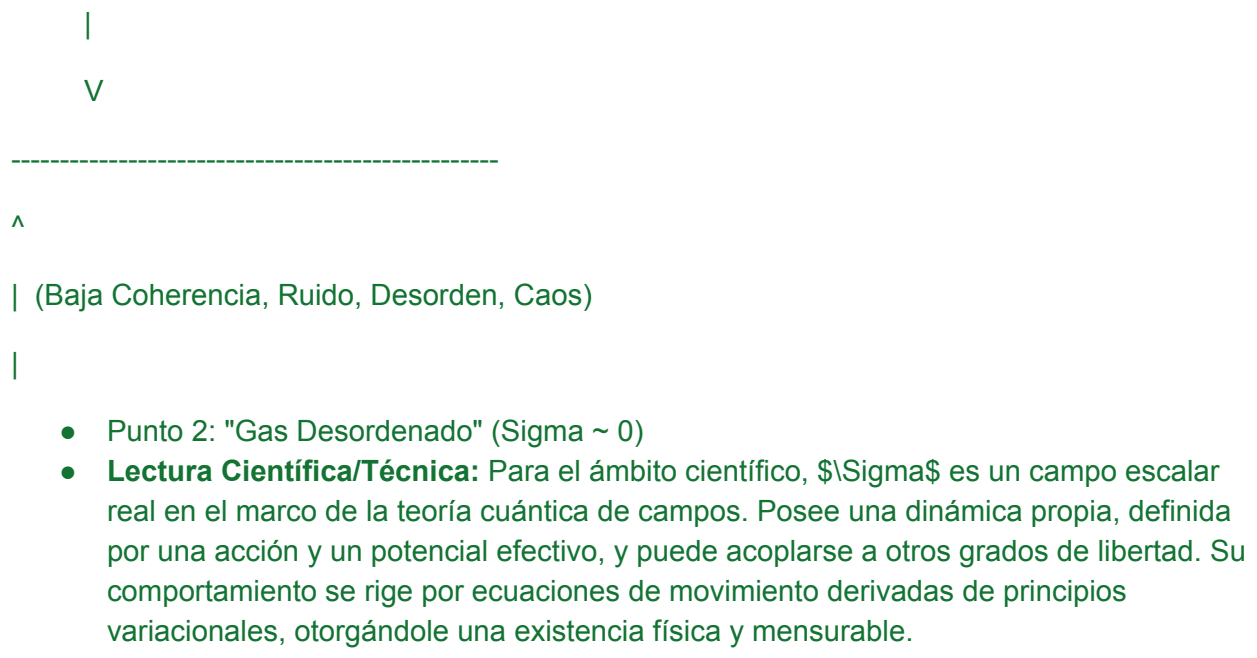 |
V
--------------------------------------------------
^
| (Baja Coherencia, Ruido, Desorden, Caos)
|
● Punto 2: "Gas Desordenado" (Sigma ~ 0)
● Lectura Científica/Técnica: Para el ámbito científico, $\Sigma$ es un campo escalar
real en el marco de la teoría cuántica de campos. Posee una dinámica propia, definida
por una acción y un potencial efectivo, y puede acoplarse a otros grados de libertad. Su
comportamiento se rige por ecuaciones de movimiento derivadas de principios
variacionales, otorgándole una existencia física y mensurable.